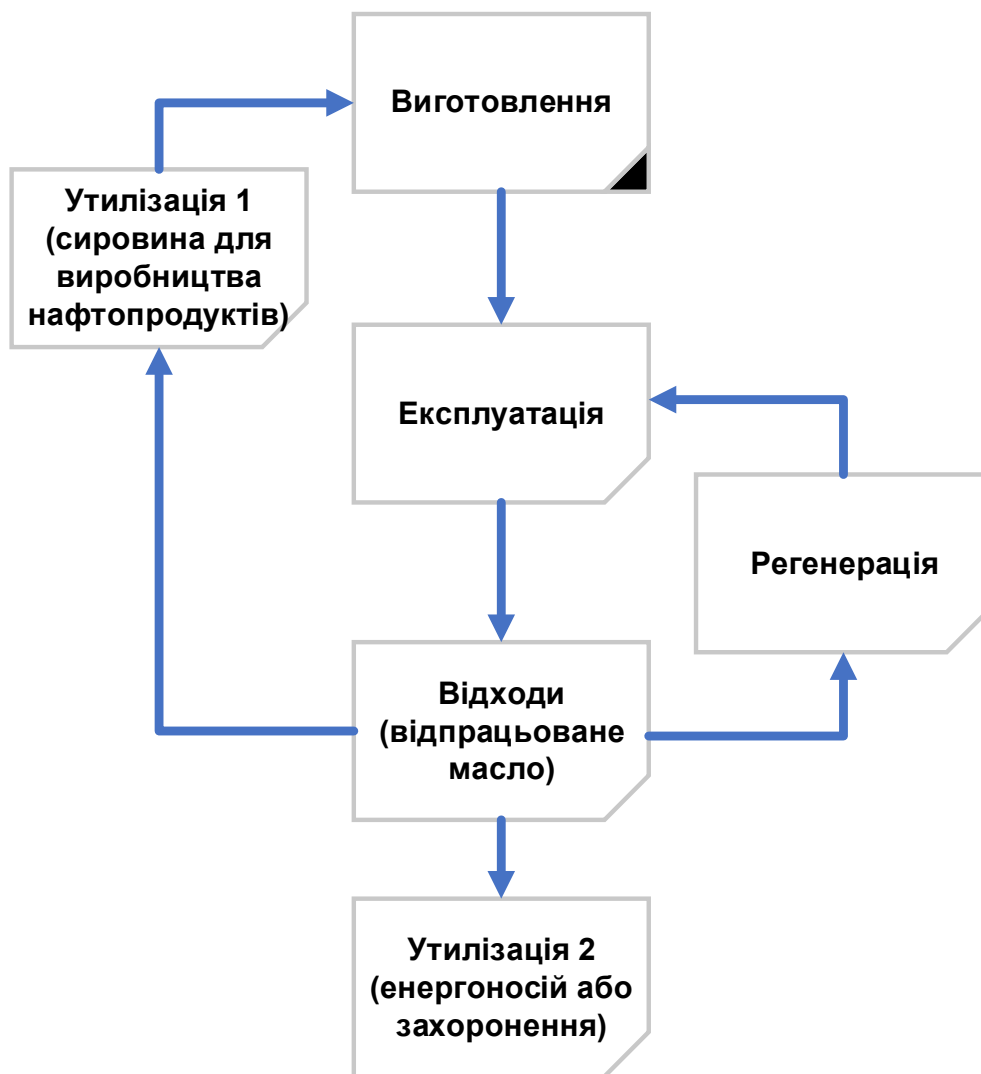 Виготовлення
Утилізація 1
(сировина для
виробництва
нафтопродуктів)
Експлуатація
Регенерація
Відходи
(відпрацьоване
масло)
Утилізація 2
(енергоносій або
захоронення)